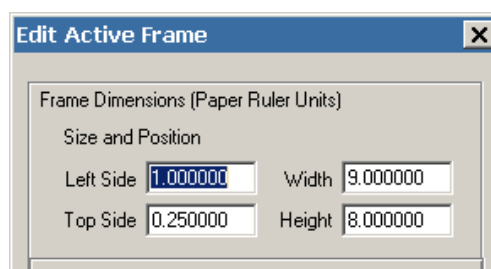 Edit Active Frame
Frame Dimensions (Paper Ruler Units)
Size and Position
Left Side 1.000000 Width 9.000000
Top Side 0.250000 Height 8.000000